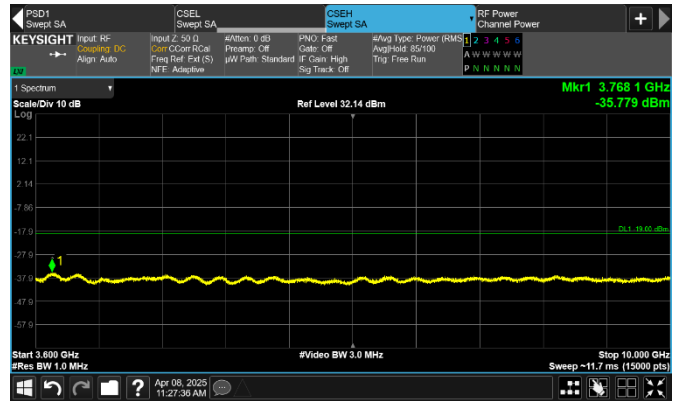 PSD1
Swept SA
CSEL
Swept SA
CSEH
Swept SA
RF Power
Channel Power
KEYSIGHT
Input: RF
Coupling: DC
Align: Auto
Input Z: 50 Ω
Corr CCorr RCal
Freq Ref: Ext (S)
NFE: Adaptive
#Atten: 0 dB
Preamp: Off
µW Path: Standard
PNO: Fast
Gate: Off
IF Gain: High
Sig Track: Off
#Avg Type: Power (RMS)
Avg|Hold: 85/100
Trig: Free Run
1 2 3 4 5 6
A W W W W W
P N N N N N
1 Spectrum
Scale/Div 10 dB
Log
Ref Level 32.14 dBm
Mkr1 3.768 1 GHz
-35.779 dBm
22.1
12.1
2.14
-7.86
-17.9
DL1 -19.00 dBm
-27.9
1
-37.9
-47.9
-57.9
Start 3.600 GHz
#Res BW 1.0 MHz
#Video BW 3.0 MHz
Stop 10.000 GHz
Sweep ~11.7 ms (15000 pts)
Apr 08, 2025
11:27:36 AM